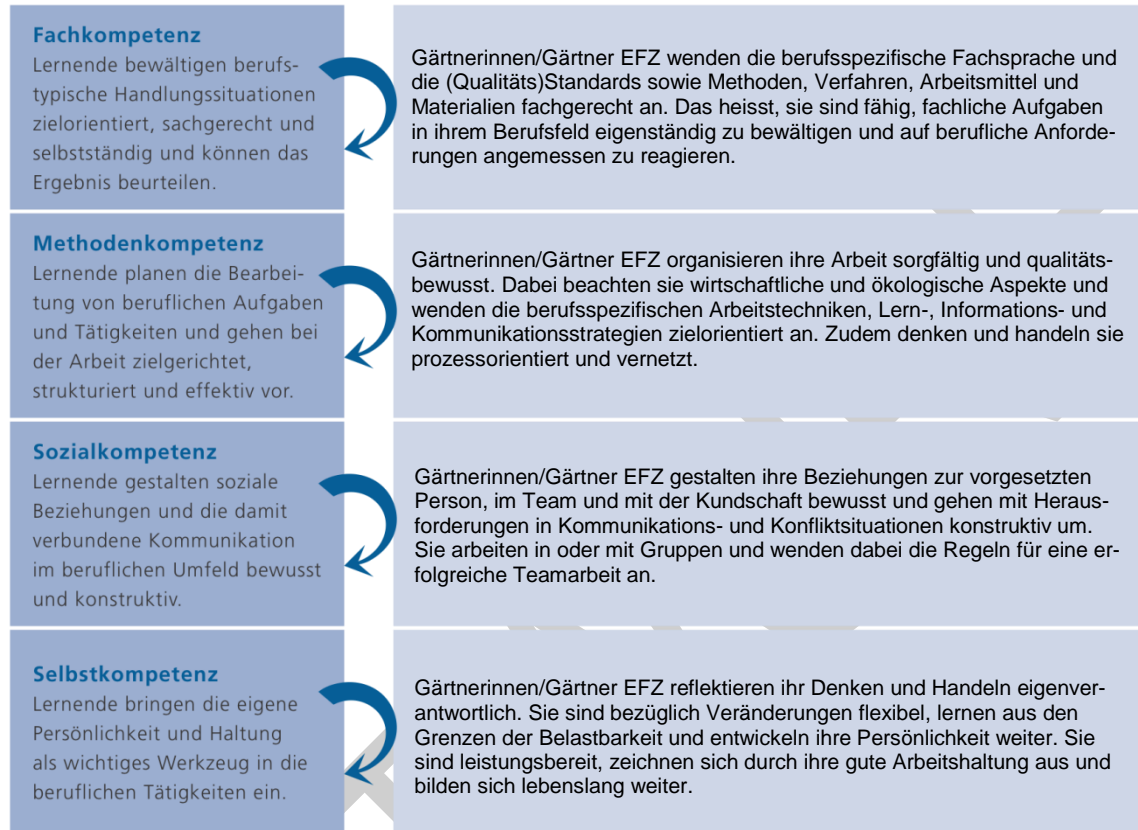 Fachkompetenz
Lernende bewältigen berufs-
typische Handlungssituationen
zielorientiert, sachgerecht und
selbstständig und können das
Ergebnis beurteilen.
Gärtnerinnen/Gärtner EFZ wenden die berufsspezifische Fachsprache und
die (Qualitäts)Standards sowie Methoden, Verfahren, Arbeitsmittel und
Materialien fachgerecht an. Das heisst, sie sind fähig, fachliche Aufgaben
in ihrem Berufsfeld eigenständig zu bewältigen und auf berufliche Anforde-
rungen angemessen zu reagieren.
Methodenkompetenz
Lernende planen die Bearbei-
tung von beruflichen Aufgaben
und Tätigkeiten und gehen bei
der Arbeit zielgerichtet,
strukturiert und effektiv vor.
Gärtnerinnen/Gärtner EFZ organisieren ihre Arbeit sorgfältig und qualitäts-
bewusst. Dabei beachten sie wirtschaftliche und ökologische Aspekte und
wenden die berufsspezifischen Arbeitstechniken, Lern-, Informations- und
Kommunikationsstrategien zielorientiert an. Zudem denken und handeln sie
prozessorientiert und vernetzt.
Sozialkompetenz
Lernende gestalten soziale
Beziehungen und die damit
verbundene Kommunikation
im beruflichen Umfeld bewusst
und konstruktiv.
Gärtnerinnen/Gärtner EFZ gestalten ihre Beziehungen zur vorgesetzten
Person, im Team und mit der Kundschaft bewusst und gehen mit Heraus-
forderungen in Kommunikations- und Konfliktsituationen konstruktiv um.
Sie arbeiten in oder mit Gruppen und wenden dabei die Regeln für eine er-
folgreiche Teamarbeit an.
Selbstkompetenz
Lernende bringen die eigene
Persönlichkeit und Haltung
als wichtiges Werkzeug in die
beruflichen Tätigkeiten ein.
Gärtnerinnen/Gärtner EFZ reflektieren ihr Denken und Handeln eigenver-
antwortlich. Sie sind bezüglich Veränderungen flexibel, lernen aus den
Grenzen der Belastbarkeit und entwickeln ihre Persönlichkeit weiter. Sie
sind leistungsbereit, zeichnen sich durch ihre gute Arbeitshaltung aus und
bilden sich lebenslang weiter.